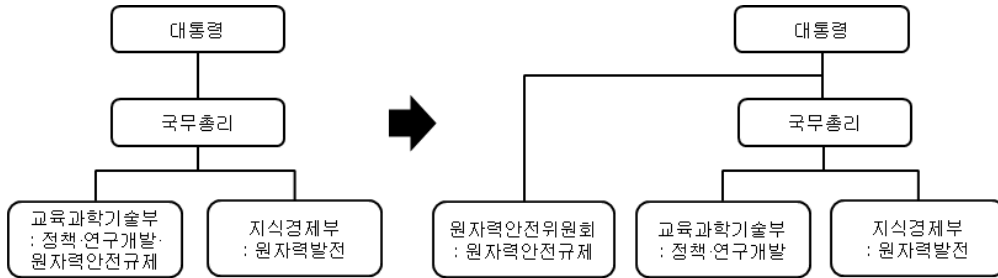 대통령
국무총리
교육과학기술부
: 정책·연구개발·
원자력안전규제
지식경제부
: 원자력발전
대통령
국무총리
원자력안전위원회
: 원자력안전규제
교육과학기술부
: 정책·연구개발
지식경제부
: 원자력발전